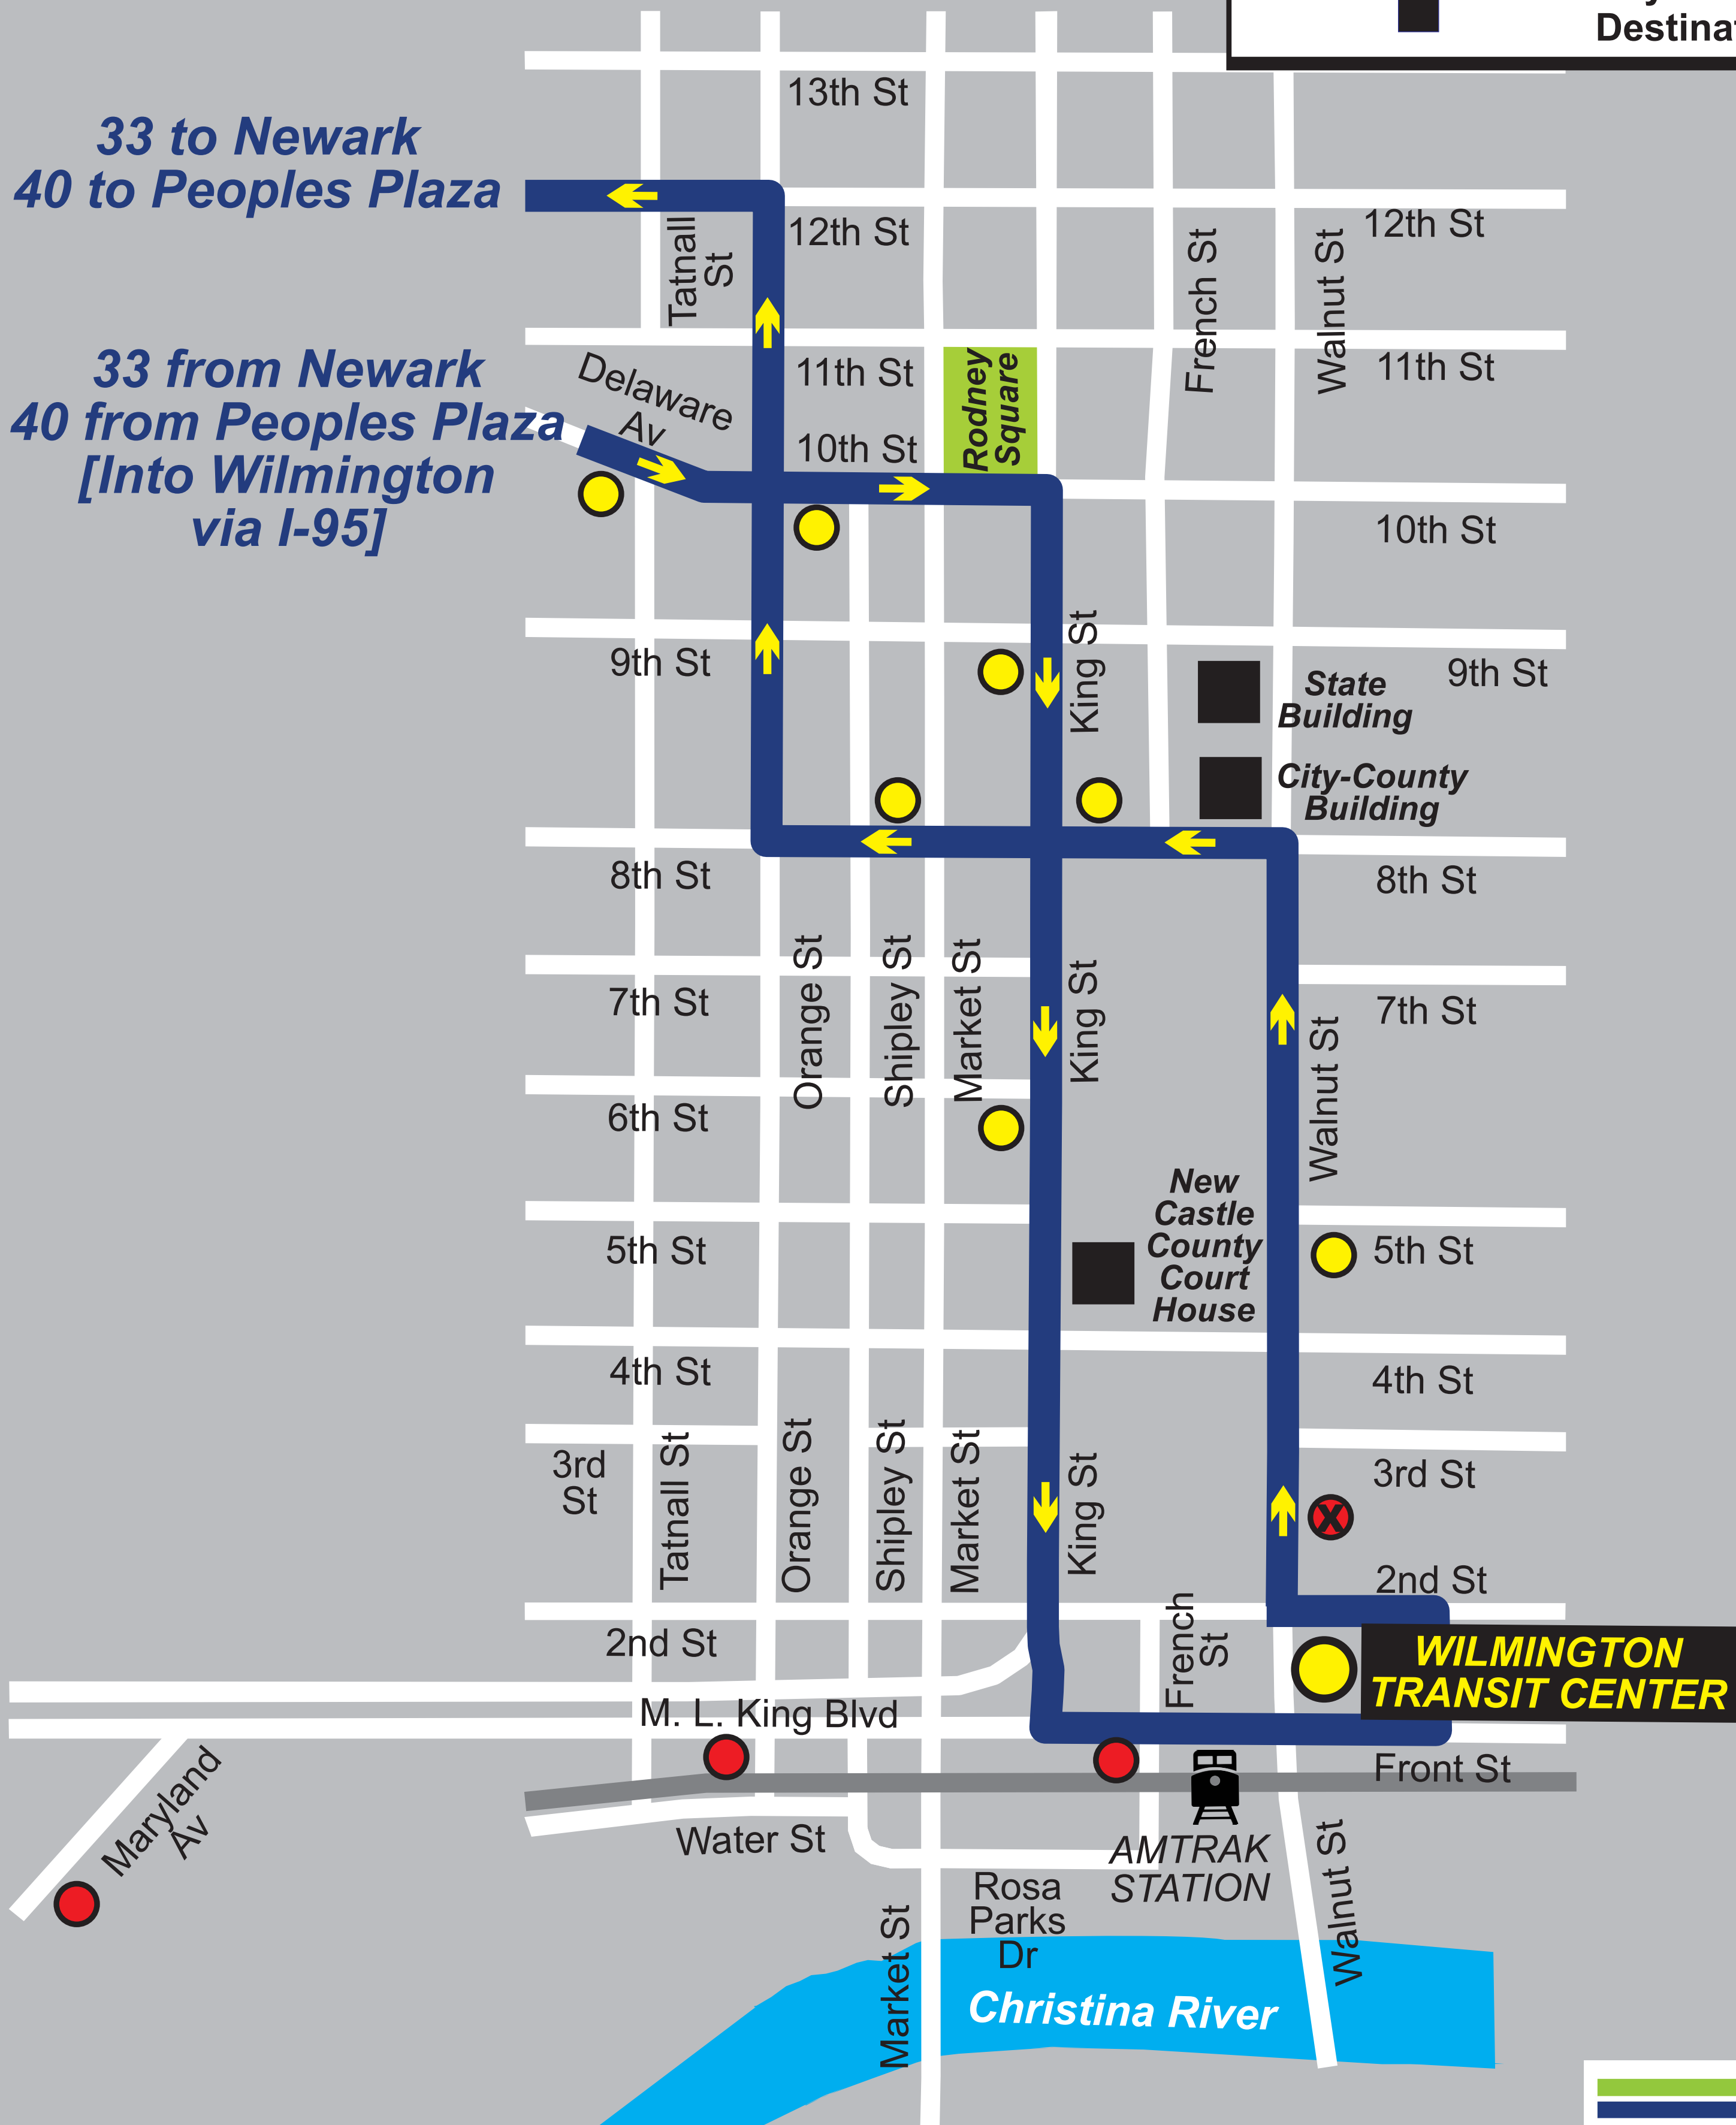 Destina
13th St
33 to Newark
40 to Peoples Plaza
12th St
12th St
Tatnall
St
French St
Walnut St
33 from Newark
40 from Peoples Plaza
[Into Wilmington
via I-95]
Delaware
Av
11th St
11th St
10th St
Rodney
Square
10th St
9th St
King St
State
Building
9th St
City-County
Building
8th St
8th St
Orange St
Shipley St
Market St
King St
7th St
7th St
Walnut St
6th St
New
Castle
County
Court
House
5th St
5th St
4th St
4th St
3rd
St
Tatnall St
Orange St
Shipley St
Market St
King St
3rd St
X
2nd St
2nd St
French
St
WILMINGTON
TRANSIT CENTER
M. L. King Blvd
Front St
Maryland
Av
Water St
AMTRAK
STATION
Rosa
Parks
Dr
Market St
Walnut St
Christina River